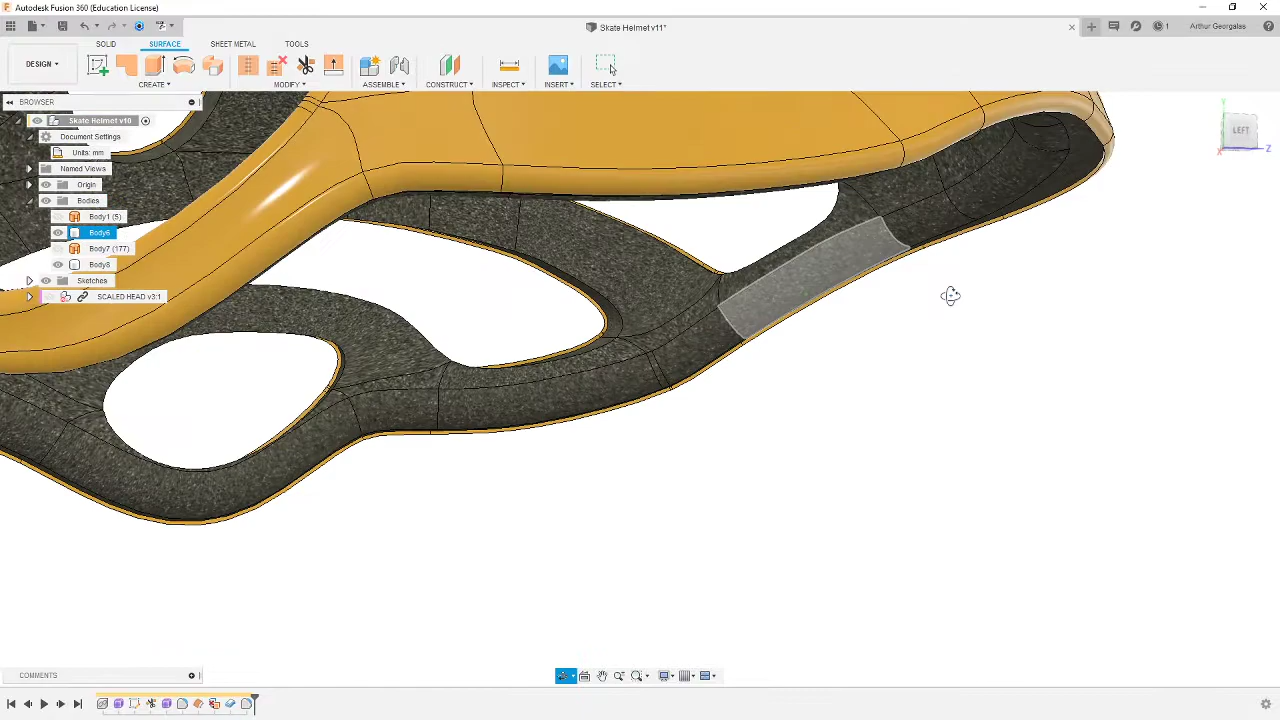 Autodesk Fusion 360 (Education License)
Skate Helmet v11*
Arthur Georgalas
DESIGN
SOLID
SURFACE
SHEET METAL
TOOLS
CREATE
MODIFY
ASSEMBLE
CONSTRUCT
INSPECT
INSERT
SELECT
BROWSER
Skate Helmet v10
Document Settings
Units: mm
Named Views
Origin
Bodies
Body1 (5)
Body6
Body7 (177)
Body8
Sketches
SCALED HEAD v3:1
Y
LEFT
Z
X
COMMENTS